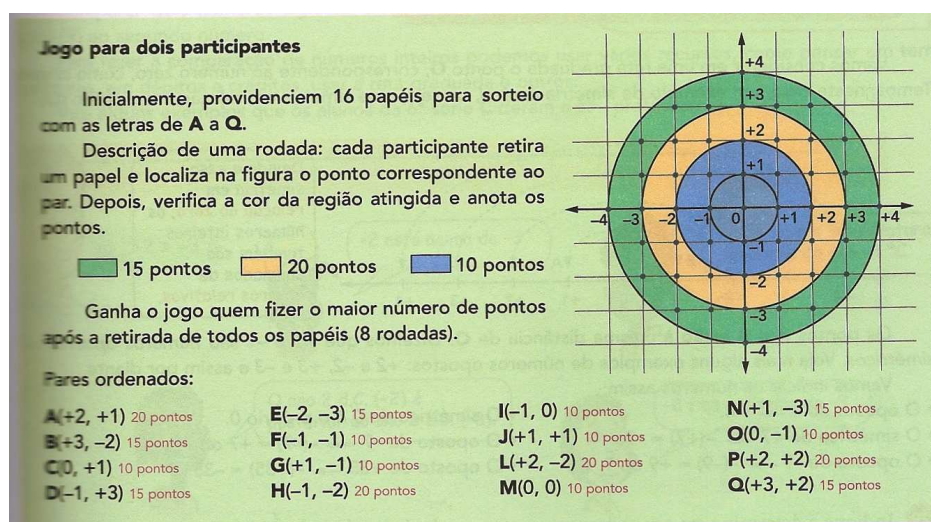 Jogo para dois participantes
Inicialmente, providenciem 16 papéis para sorteio
com as letras de A a Q.
Descrição de uma rodada: cada participante retira
um papel e localiza na figura o ponto correspondente ao
par. Depois, verifica a cor da região atingida e anota os
pontos.
15 pontos 20 pontos 10 pontos
Ganha o jogo quem fizer o maior número de pontos
após a retirada de todos os papéis (8 rodadas).
Pares ordenados:
A(+2, +1) 20 pontos
B(+3, –2) 15 pontos
C(0, +1) 10 pontos
D(–1, +3) 15 pontos
E(–2, –3) 15 pontos
F(–1, –1) 10 pontos
G(+1, –1) 10 pontos
H(–1, –2) 20 pontos
I(–1, 0) 10 pontos
J(+1, +1) 10 pontos
L(+2, –2) 20 pontos
M(0, 0) 10 pontos
N(+1, –3) 15 pontos
O(0, –1) 10 pontos
P(+2, +2) 20 pontos
Q(+3, +2) 15 pontos
+4
+3
+2
+1
–4 –3 –2 –1 0 +1 +2 +3 +4
–1
–2
–3
–4